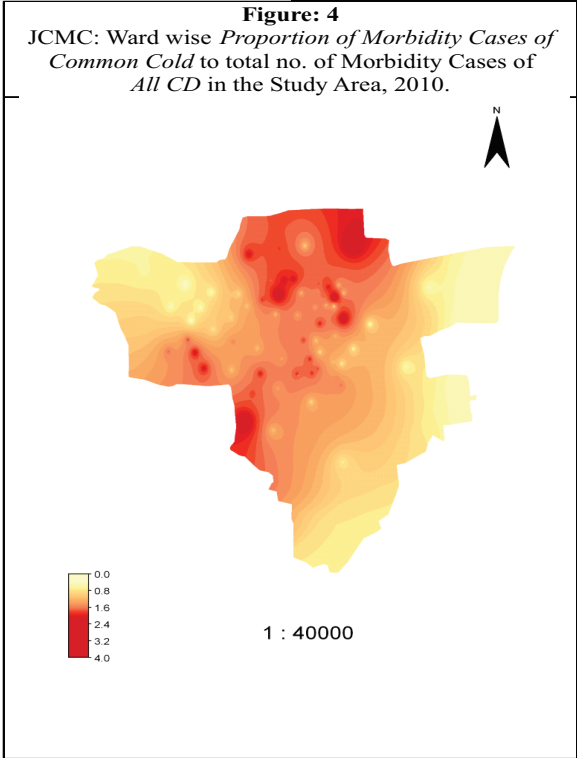 Figure: 4
JCMC: Ward wise Proportion of Morbidity Cases of
Common Cold to total no. of Morbidity Cases of
All CD in the Study Area, 2010.
N
0.0
0.8
1.6
2.4
3.2
4.0
1 : 40000